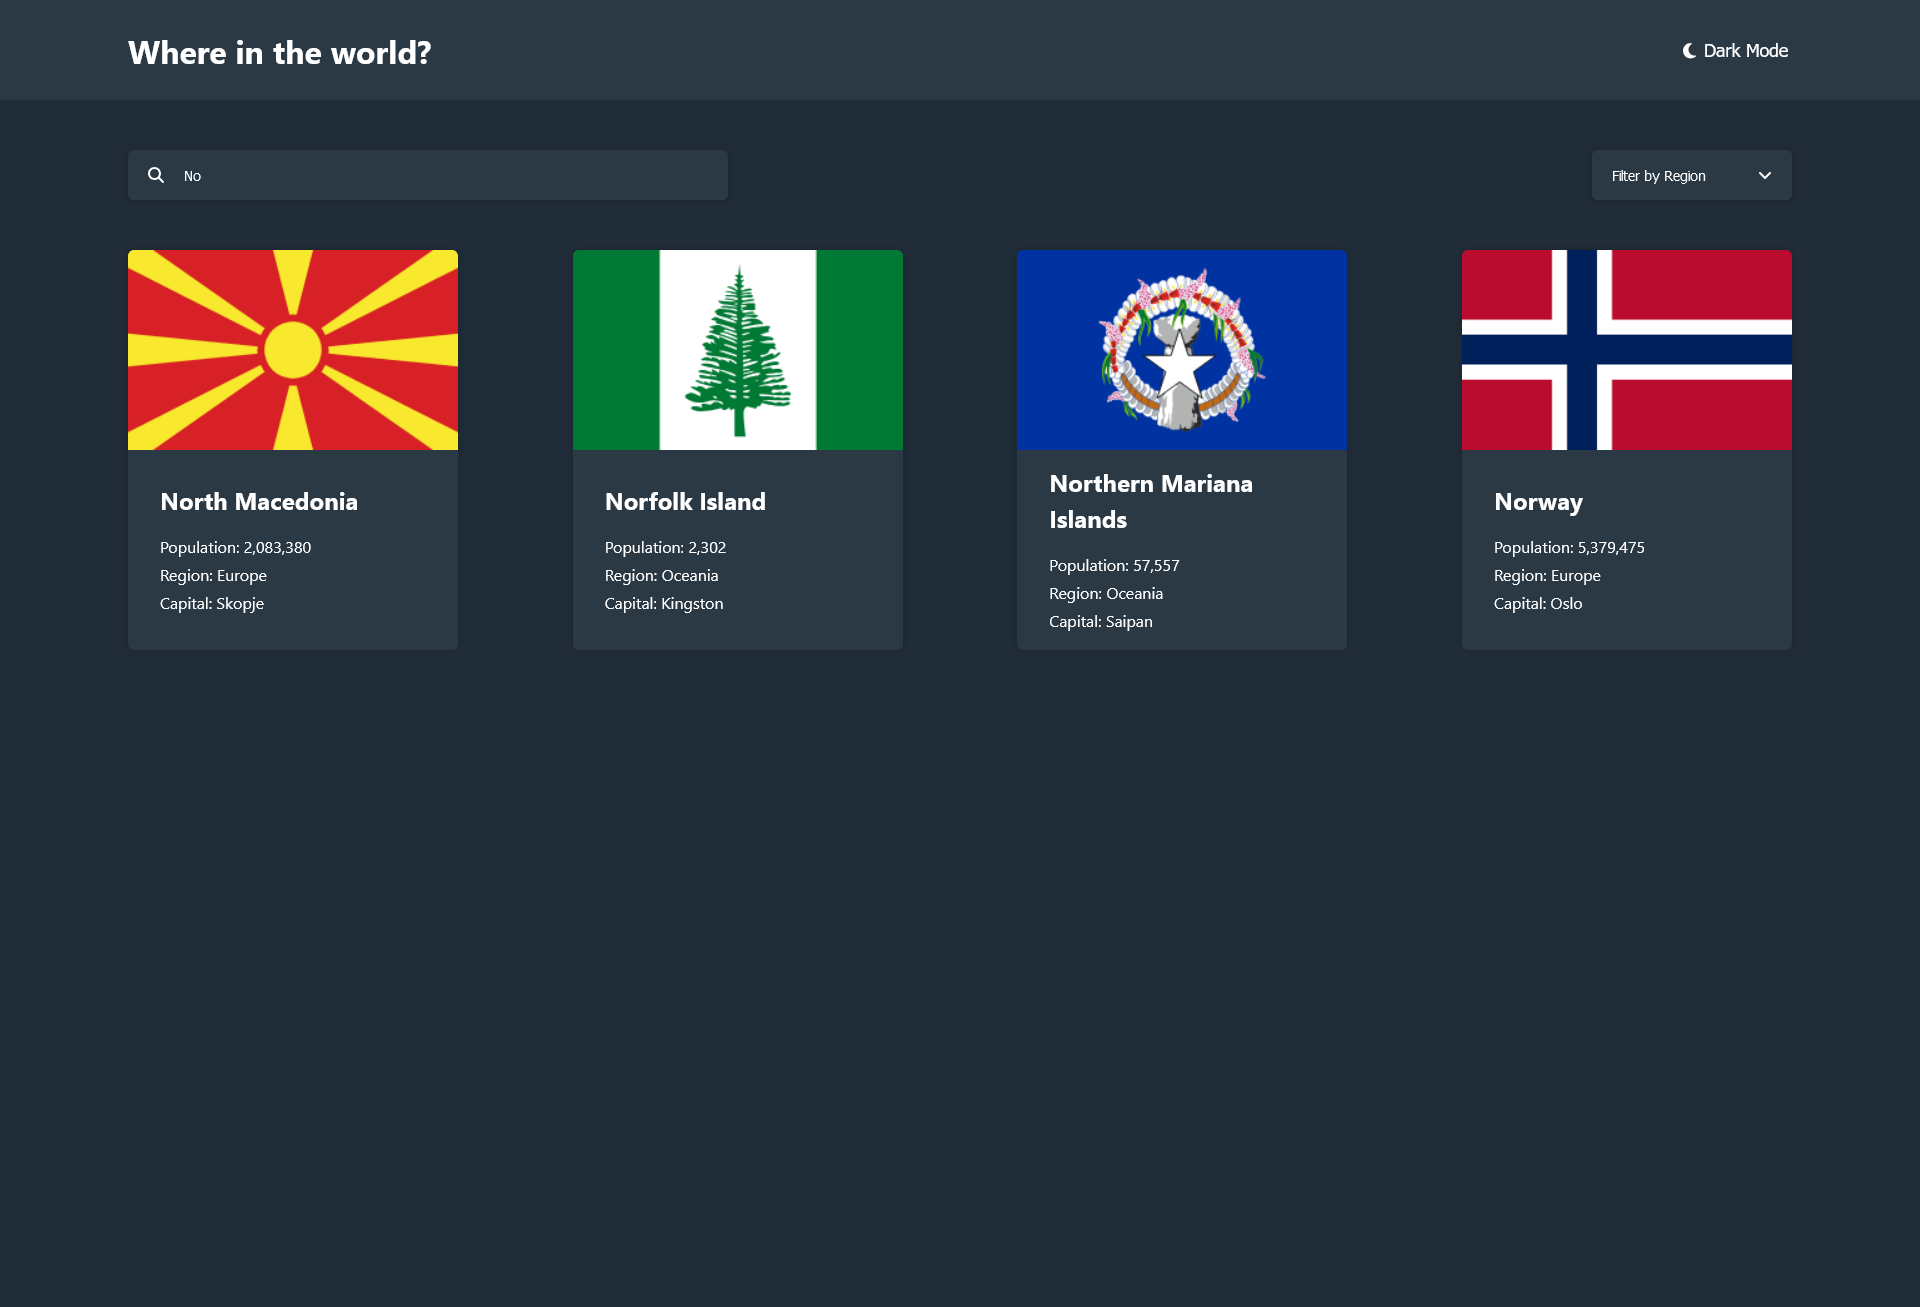 Where in the world?
Dark Mode
No
Filter by Region
North Macedonia
Population: 2,083,380
Region: Europe
Capital: Skopje
Norfolk Island
Population: 2,302
Region: Oceania
Capital: Kingston
Northern Mariana
Islands
Population: 57,557
Region: Oceania
Capital: Saipan
Norway
Population: 5,379,475
Region: Europe
Capital: Oslo